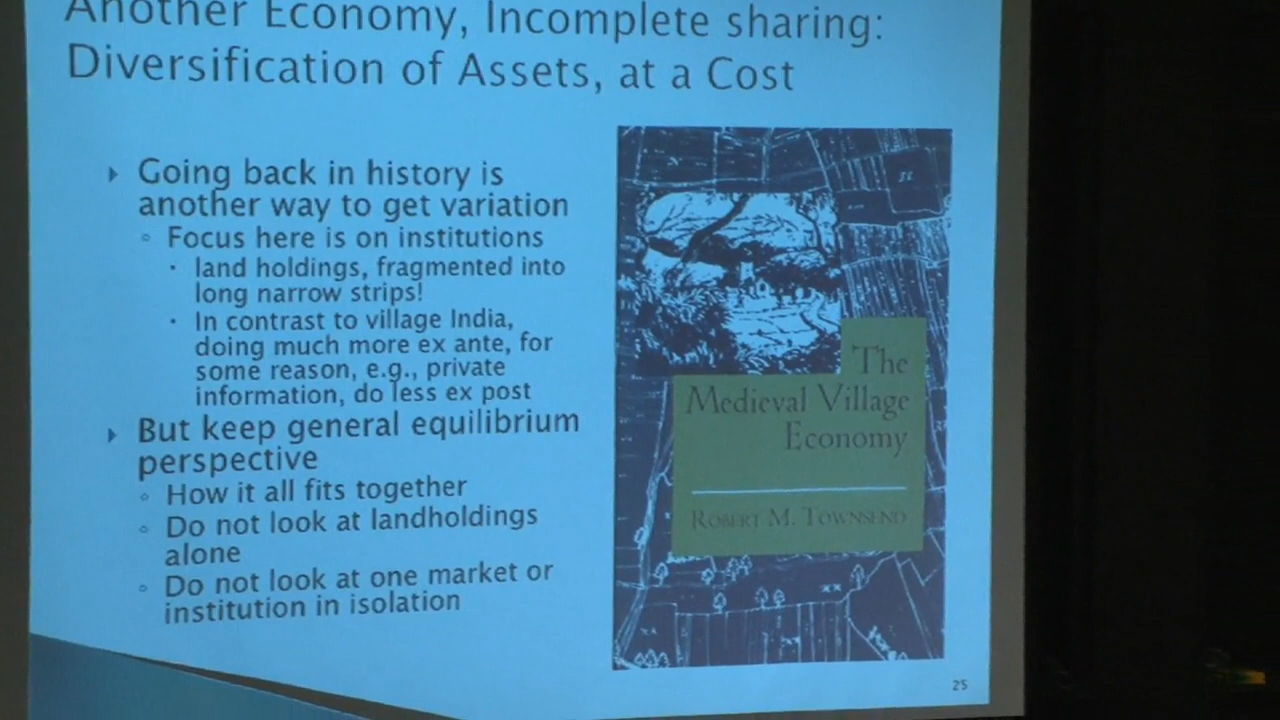 Another Economy, Incomplete sharing:
Diversification of Assets, at a Cost
Going back in history is
another way to get variation
Focus here is on institutions
land holdings, fragmented into
long narrow strips!
In contrast to village India,
doing much more ex ante, for
some reason, e.g., private
information, do less ex post
But keep general equilibrium
perspective
How it all fits together
Do not look at landholdings
alone
Do not look at one market or
institution in isolation
The
Medieval Village
Economy
ROBERT M. TOWNSEND
25